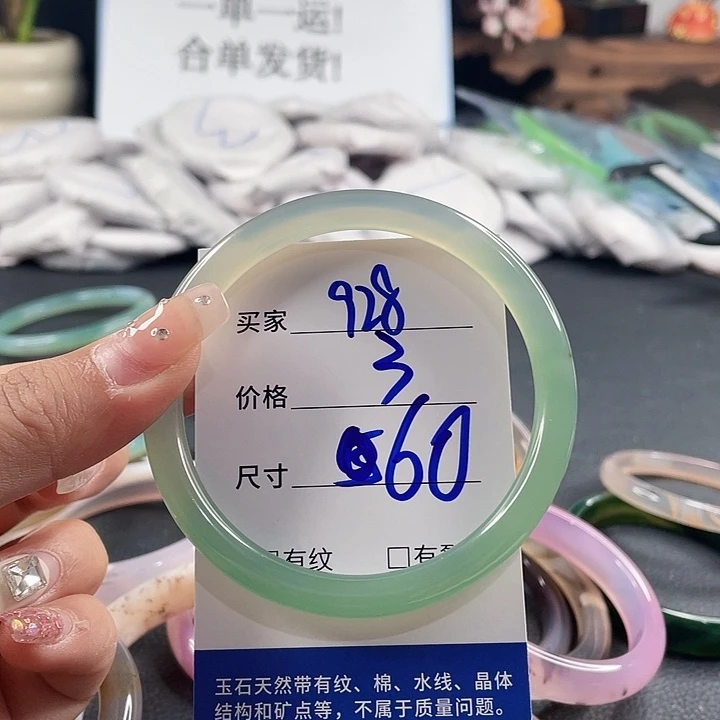 一单一运!
合单发货!
买家 928
价格 3
尺寸 60
有纹 □有
玉石天然带有纹、棉、水线、晶体
结构和矿点等，不属于质量问题。